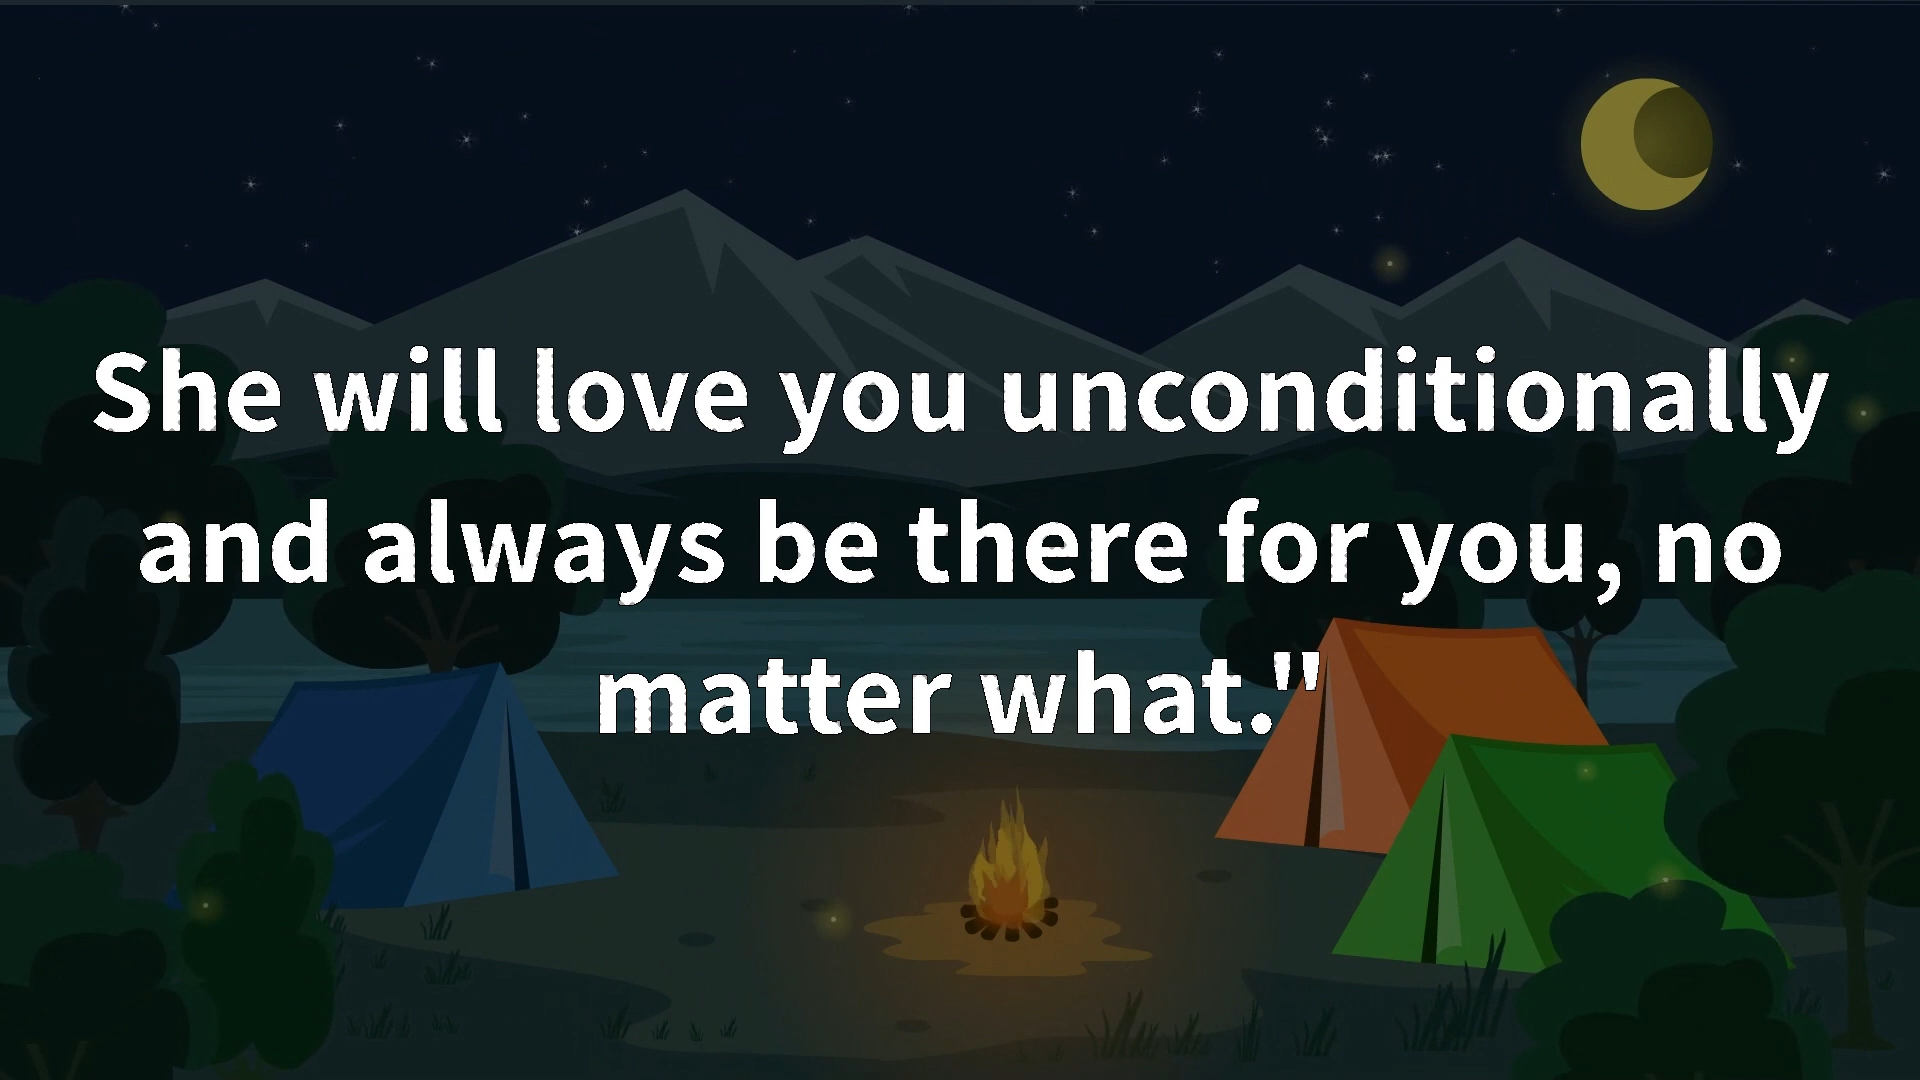 She will love you unconditionally
and always be there for you, no
matter what."